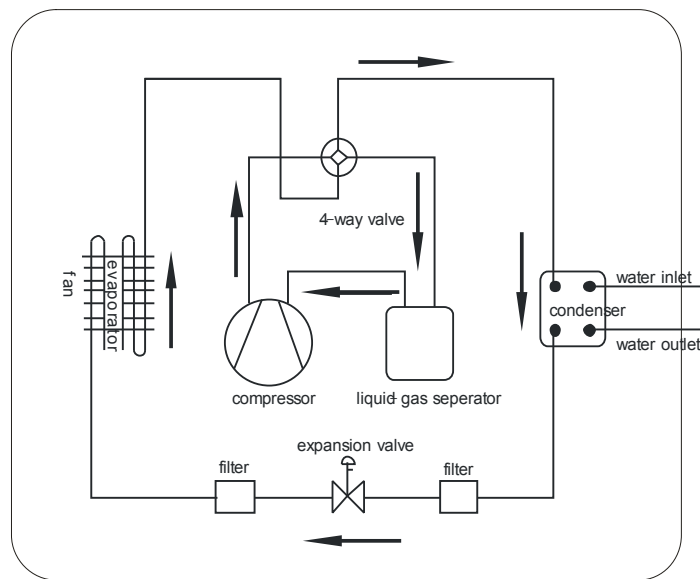 4-way valve
water inlet
condenser
water outlet
fan
evaporator
compressor
liquid-gas seperator
expansion valve
filter
filter